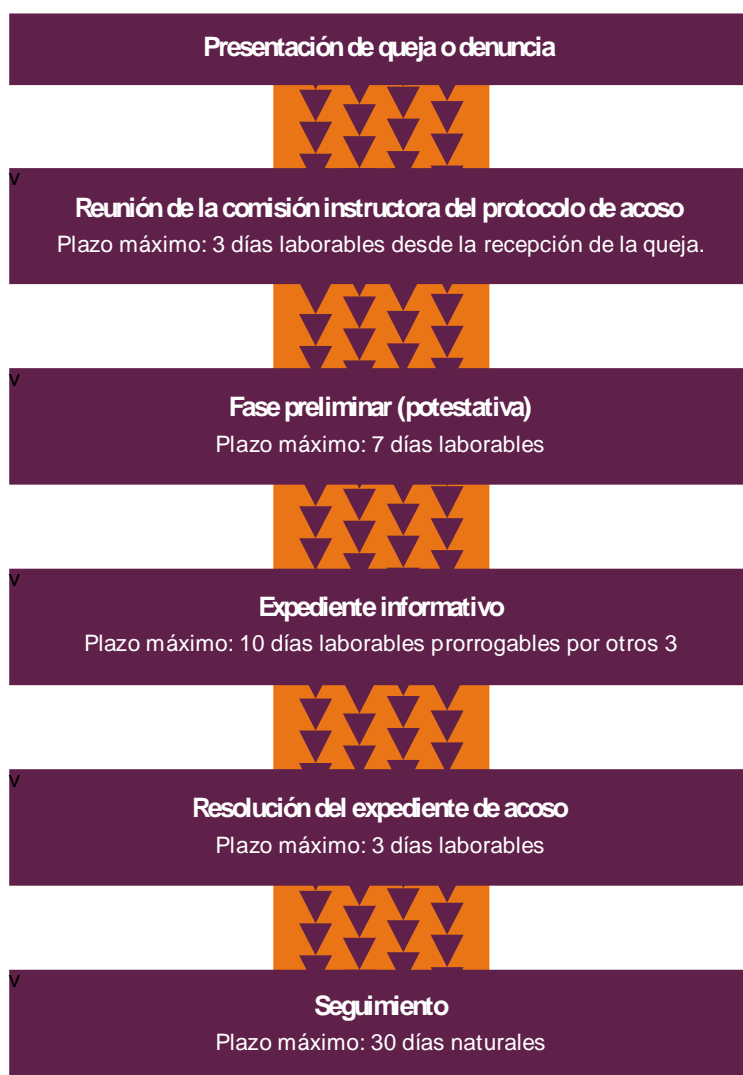 Presentación de queja o denuncia
v
Reunión de la comisión instructora del protocolo de acoso
Plazo máximo: 3 días laborables desde la recepción de la queja.
v
Fase preliminar (potestativa)
Plazo máximo: 7 días laborables
v
Expediente informativo
Plazo máximo: 10 días laborables prorrogables por otros 3
v
Resolución del expediente de acoso
Plazo máximo: 3 días laborables
v
Seguimiento
Plazo máximo: 30 días naturales